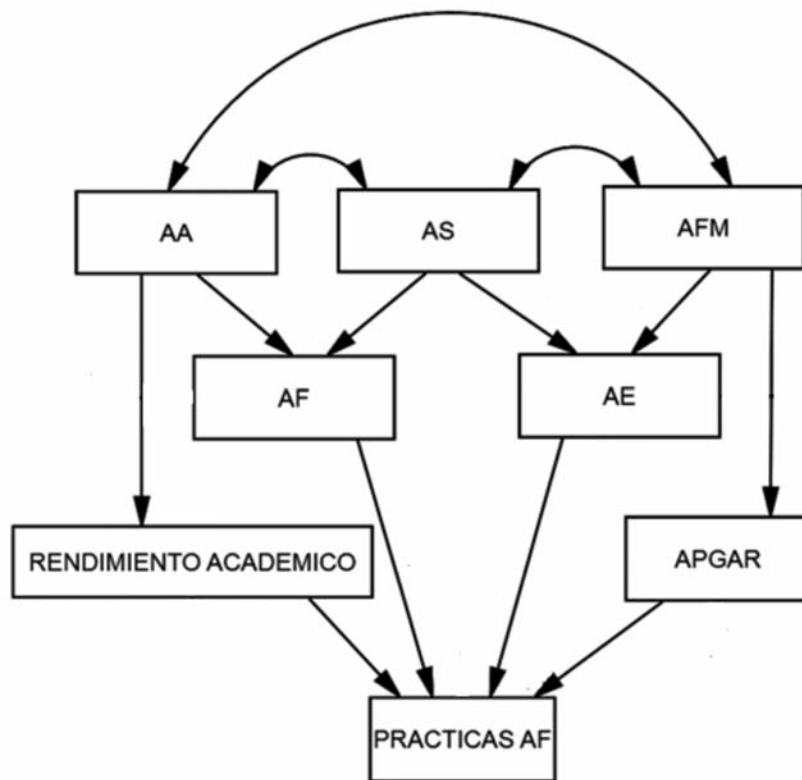 AA
AS
AFM
AF
AE
RENDIMIENTO ACADEMICO
APGAR
PRACTICAS AF